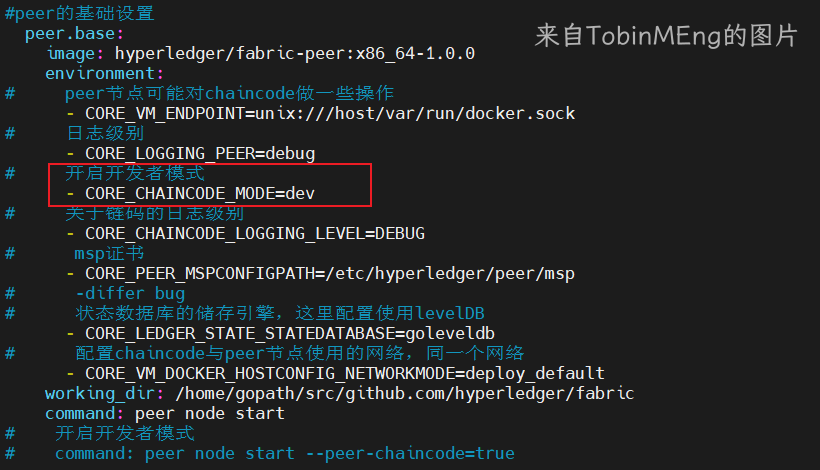 #peer的基础设置
来自TobinMEng的图片
peer.base:
image: hyperledger/fabric-peer:x86_64-1.0.0
environment:
# peer节点可能对chaincode做一些操作
- CORE_VM_ENDPOINT=unix:///host/var/run/docker.sock
# 日志级别
- CORE_LOGGING_PEER=debug
# 开启开发者模式
- CORE_CHAINCODE_MODE=dev
# 关于链码的日志级别
- CORE_CHAINCODE_LOGGING_LEVEL=DEBUG
# msp证书
- CORE_PEER_MSPCONFIGPATH=/etc/hyperledger/peer/msp
# -differ bug
# 状态数据库的储存引擎，这里配置使用levelDB
- CORE_LEDGER_STATE_STATEDATABASE=goleveldb
# 配置chaincode与peer节点使用的网络，同一个网络
- CORE_VM_DOCKER_HOSTCONFIG_NETWORKMODE=deploy_default
working_dir: /home/gopath/src/github.com/hyperledger/fabric
command: peer node start
# 开启开发者模式
# command: peer node start --peer-chaincode=true